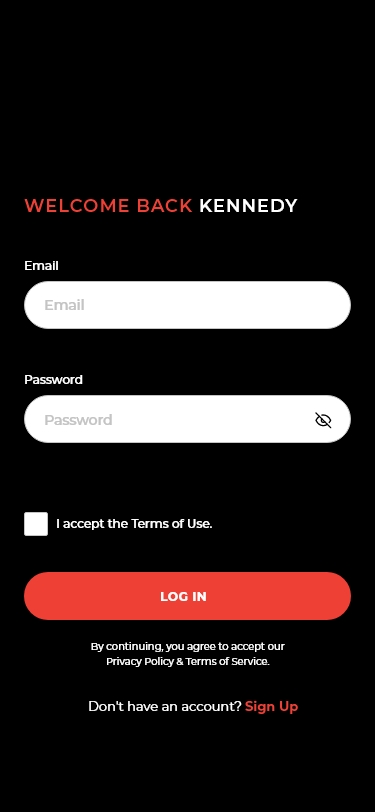 WELCOME BACK KENNEDY
Email
Email
Password
Password
I accept the Terms of Use.
LOG IN
By continuing, you agree to accept our
Privacy Policy & Terms of Service.
Don't have an account? Sign Up